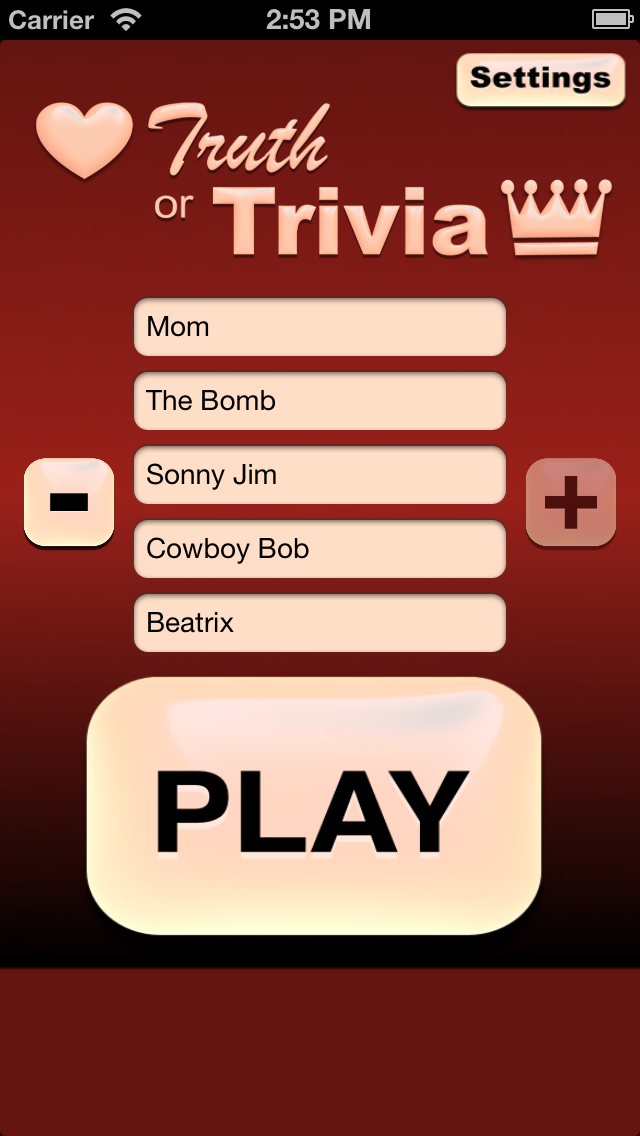 Carrier 2:53 PM
Settings
Truth
or Trivia
Mom
The Bomb
Sonny Jim
- +
Cowboy Bob
Beatrix
PLAY